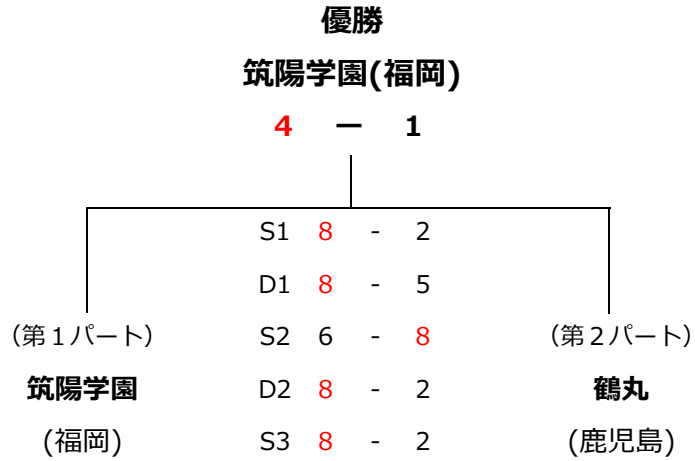 優勝
筑陽学園(福岡)
4 ー 1
S1 8 - 2
D1 8 - 5
(第1パート) S2 6 - 8 (第2パート)
筑陽学園 D2 8 - 2 鶴丸
(福岡) S3 8 - 2 (鹿児島)